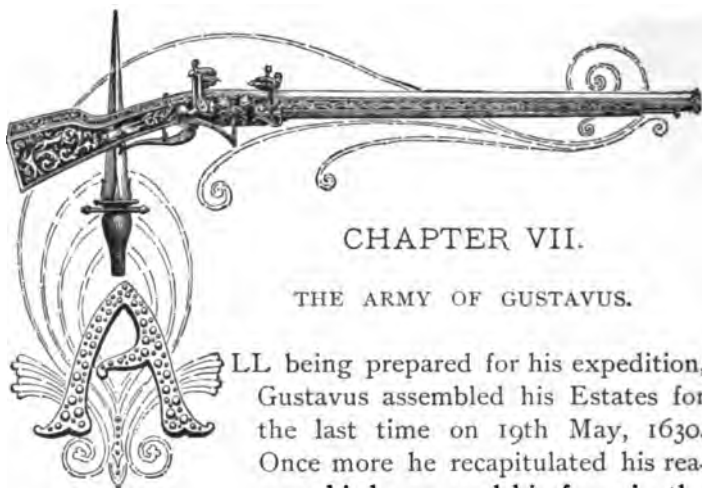 CHAPTER VII.
THE ARMY OF GUSTAVUS.
ALL being prepared for his expedition,
Gustavus assembled his Estates for
the last time on 19th May, 1630.
Once more he recapitulated his rea-